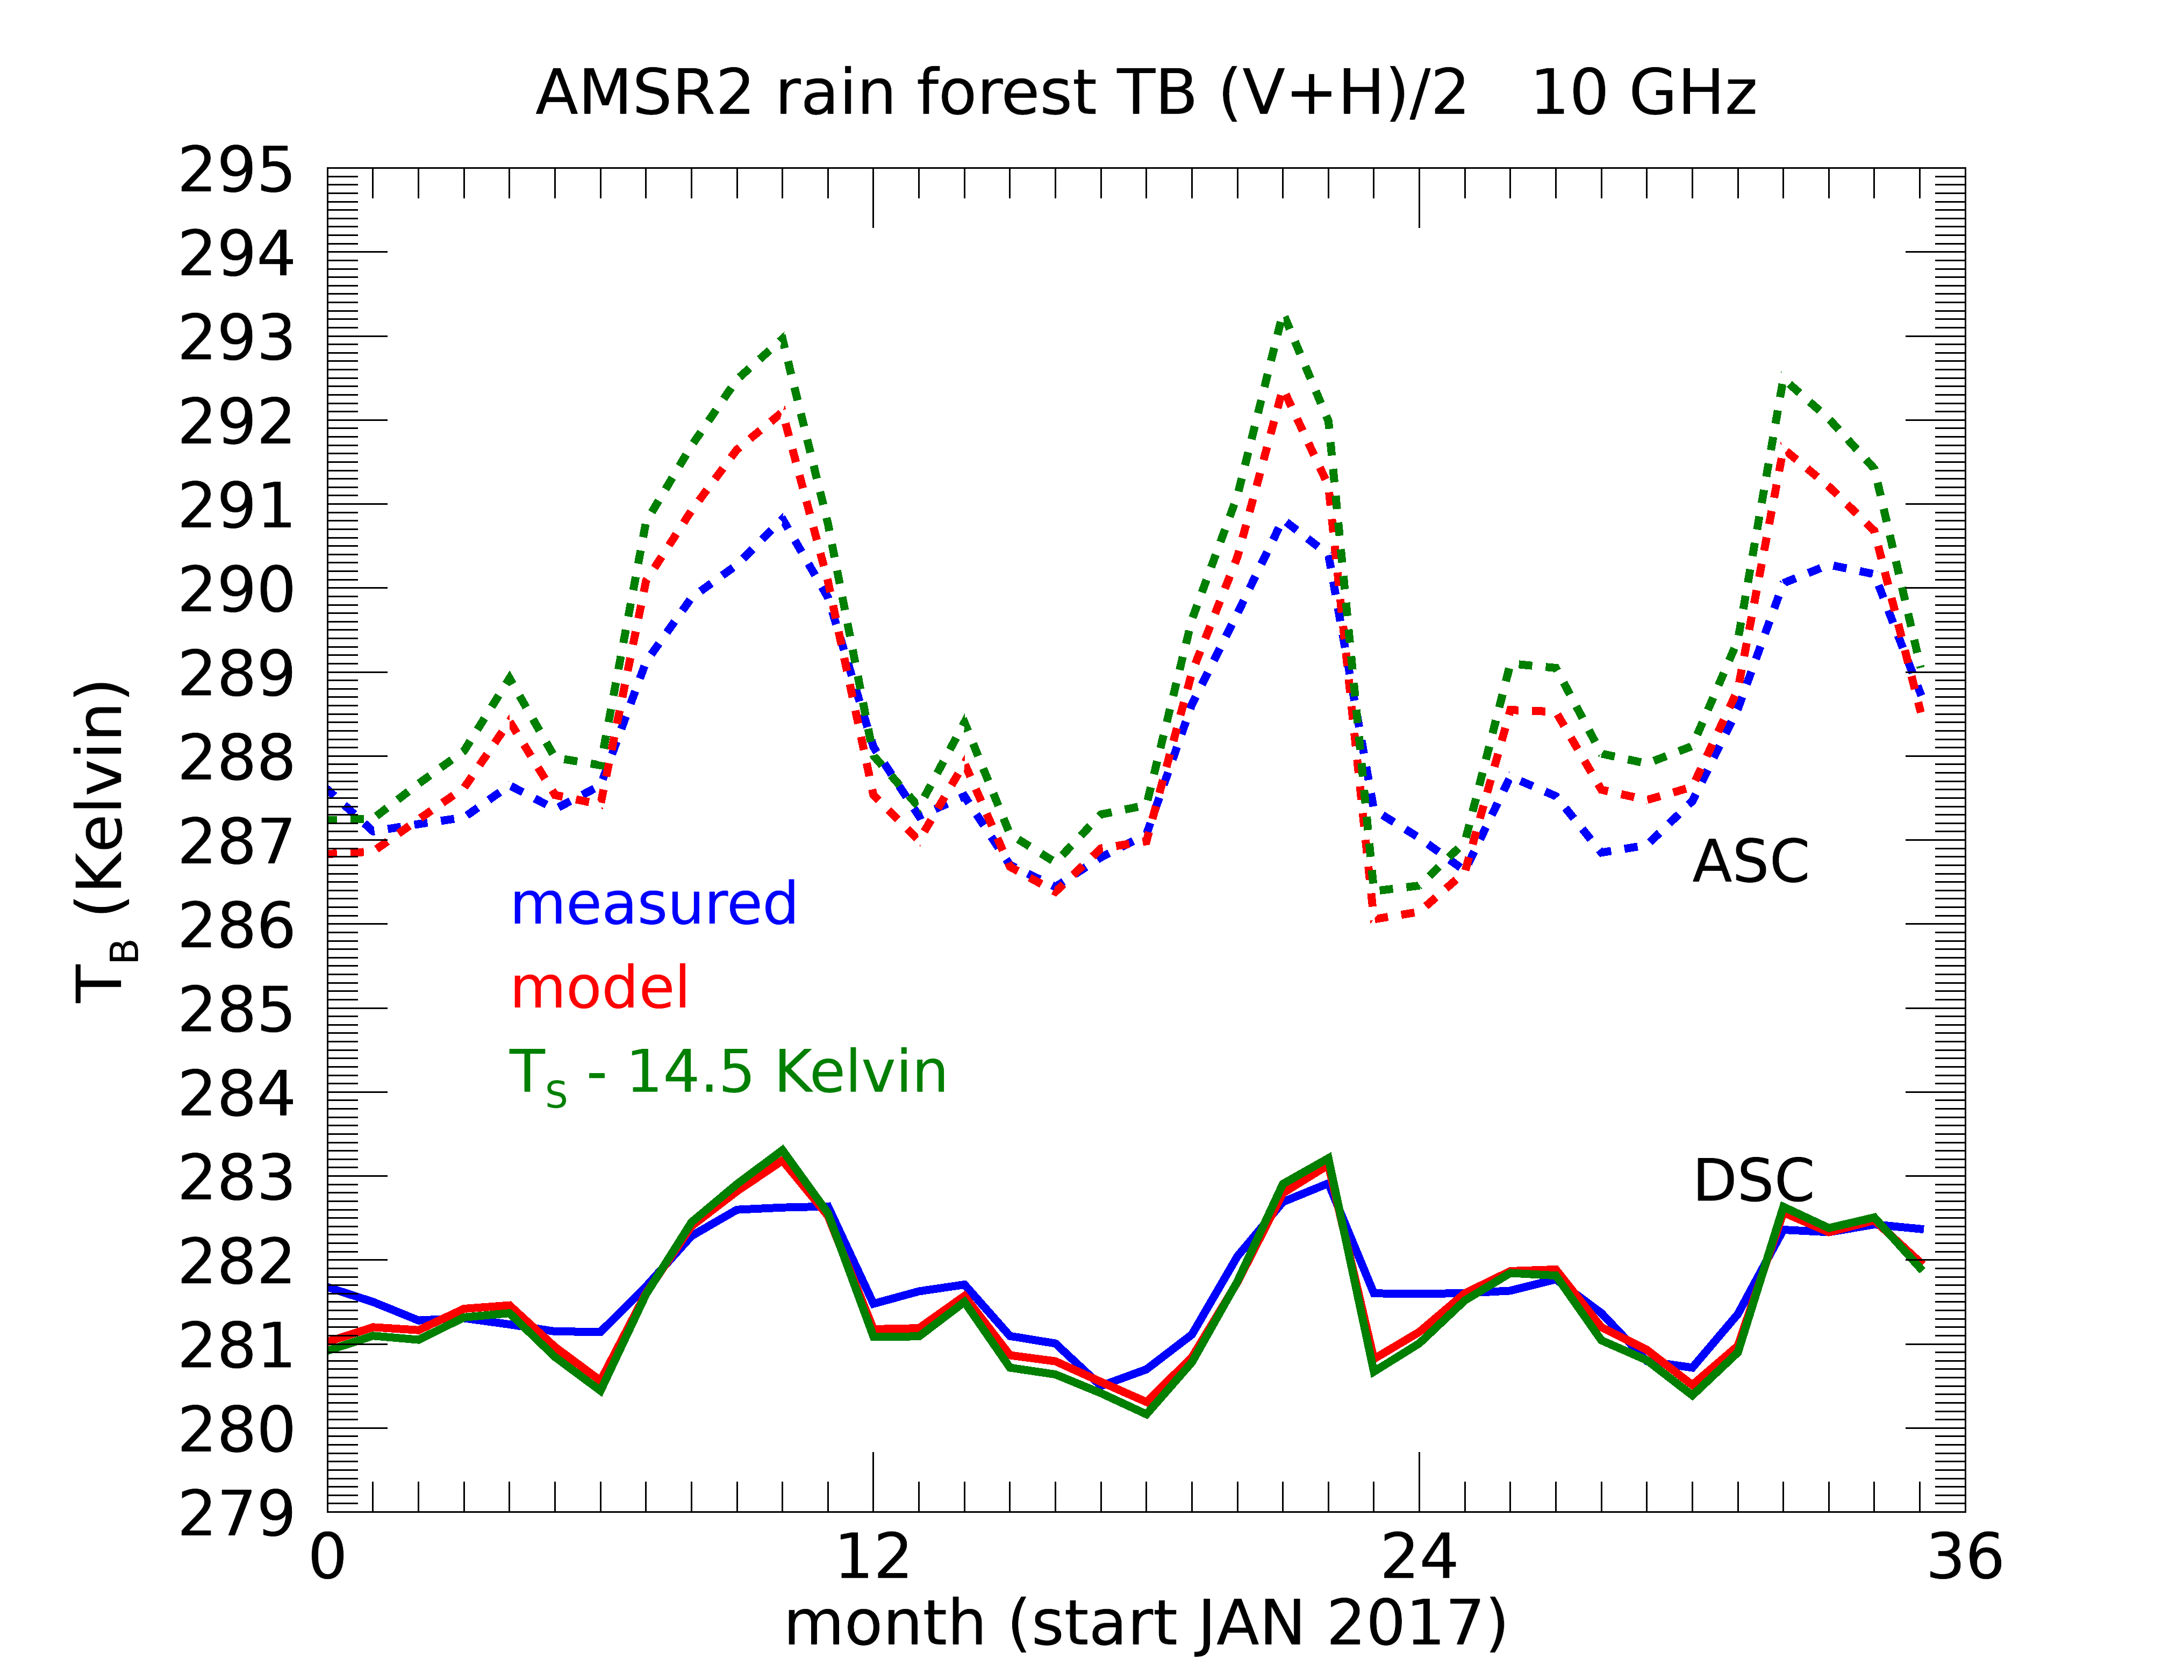 AMSR2 rain forest TB (V+H)/2 10 GHz
295
294
293
292
291
290
289
288
287
286
285
284
283
282
281
280
279
T_B (Kelvin)
ASC
measured
model
T_S - 14.5 Kelvin
DSC
0 12 24 36
month (start JAN 2017)